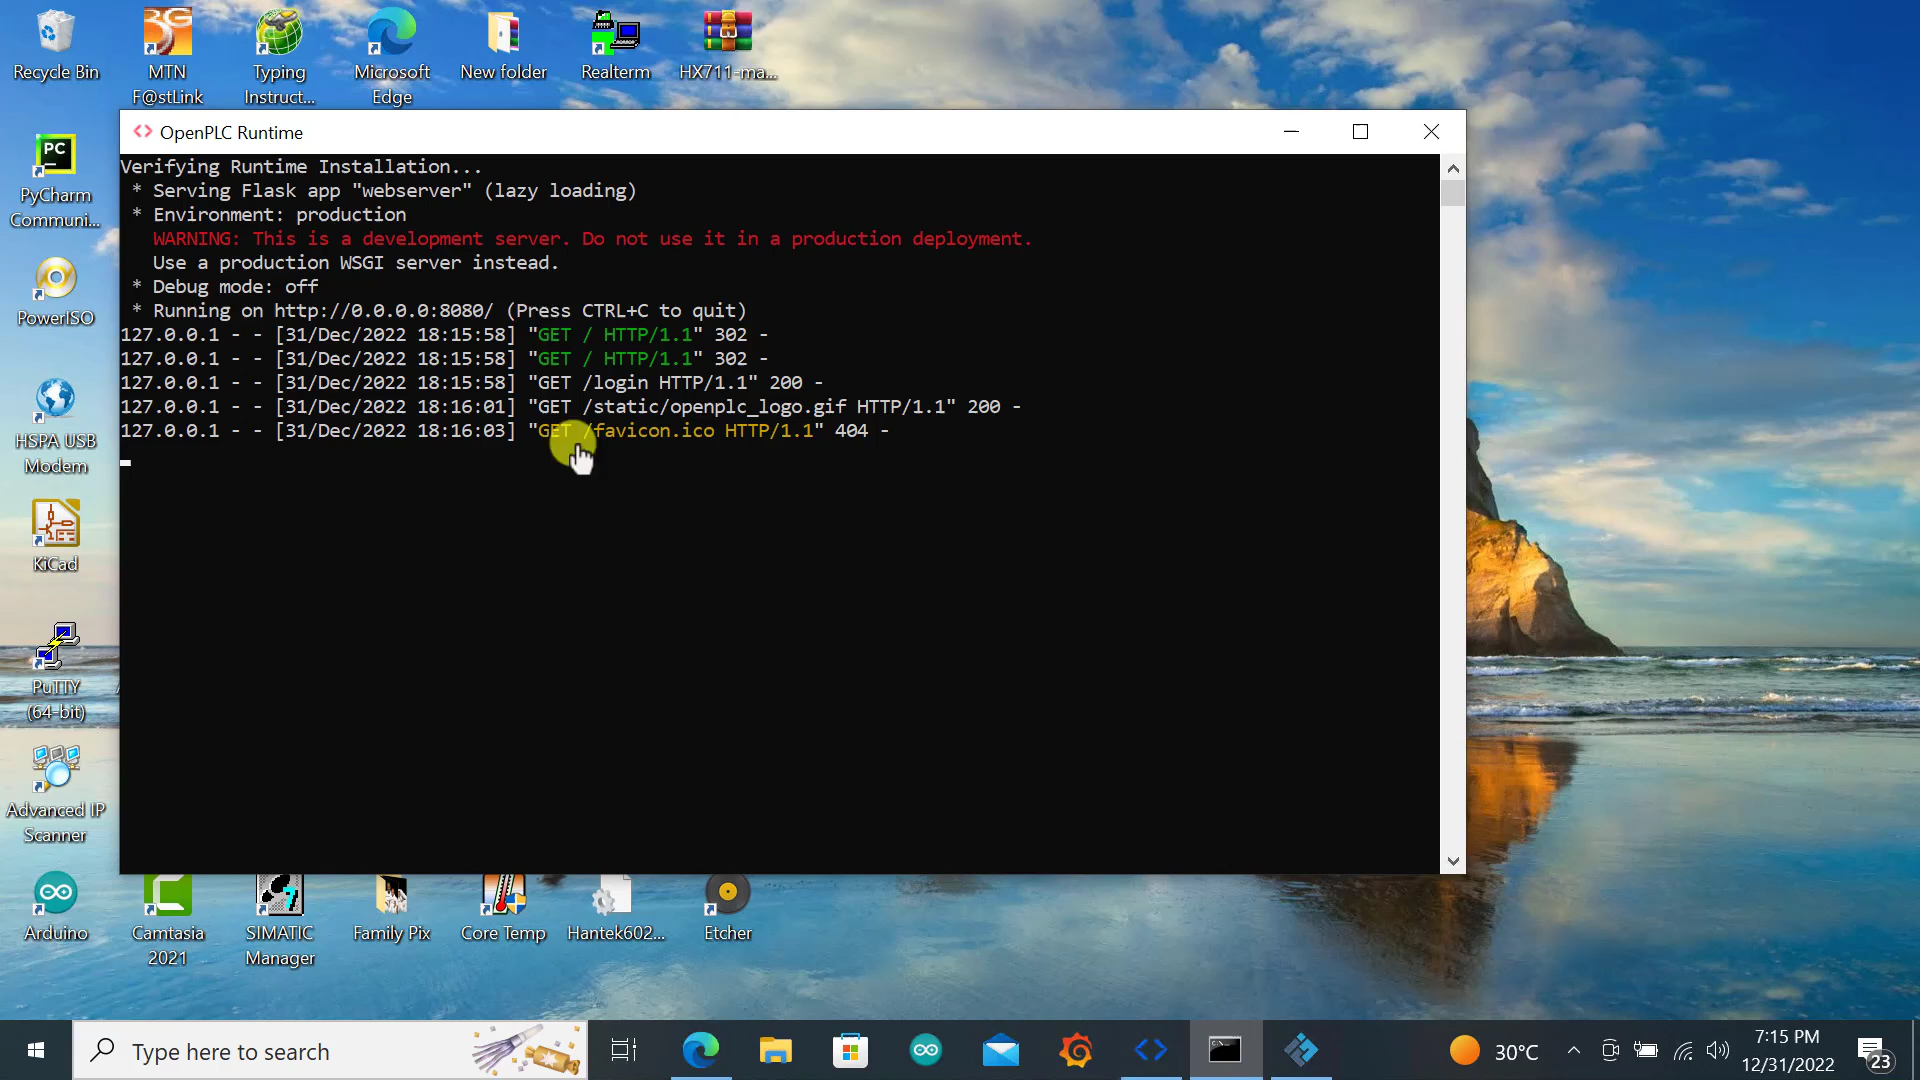 Recycle Bin
MTN
F@stLink
Typing
Instruct...
Microsoft
Edge
New folder
Realterm
HX711-ma...
OpenPLC Runtime
Verifying Runtime Installation...
* Serving Flask app "webserver" (lazy loading)
* Environment: production
WARNING: This is a development server. Do not use it in a production deployment.
Use a production WSGI server instead.
* Debug mode: off
* Running on http://0.0.0.0:8080/ (Press CTRL+C to quit)
127.0.0.1 - - [31/Dec/2022 18:15:58] "GET / HTTP/1.1" 302 -
127.0.0.1 - - [31/Dec/2022 18:15:58] "GET / HTTP/1.1" 302 -
127.0.0.1 - - [31/Dec/2022 18:15:58] "GET /login HTTP/1.1" 200 -
127.0.0.1 - - [31/Dec/2022 18:16:01] "GET /static/openplc_logo.gif HTTP/1.1" 200 -
127.0.0.1 - - [31/Dec/2022 18:16:03] "GET /favicon.ico HTTP/1.1" 404 -
PC
PyCharm
Communi...
PowerISO
HSPA USB
Modem
KiCad
PuTTY
(64-bit)
Advanced IP
Scanner
Arduino
Camtasia
2021
SIMATIC
Manager
Family Pix
Core Temp
Hantek602...
Etcher
Type here to search
30°C
7:15 PM
12/31/2022
23